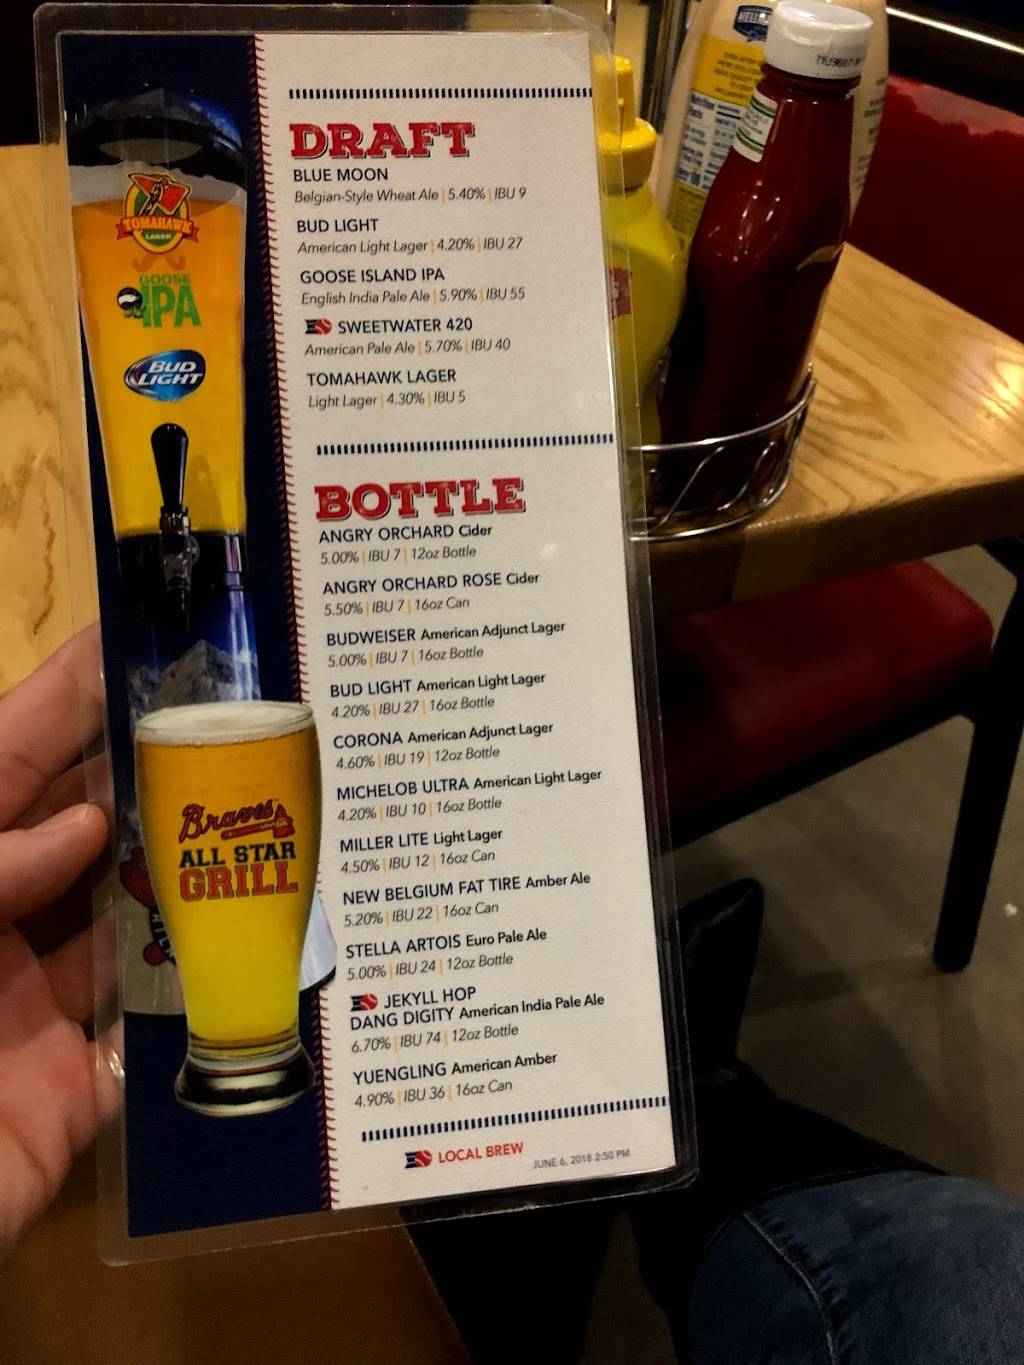 DRAFT
BLUE MOON
Belgian-Style Wheat Ale | 5.40% | IBU 9
BUD LIGHT
American Light Lager | 4.20% | IBU 27
GOOSE ISLAND IPA
English India Pale Ale | 5.90% | IBU 55
SWEETWATER 420
American Pale Ale | 5.70% | IBU 40
TOMAHAWK LAGER
Light Lager | 4.30% | IBU 5
BOTTLE
ANGRY ORCHARD Cider
5.00% | IBU 7 | 12oz Bottle
ANGRY ORCHARD ROSE Cider
5.50% | IBU 7 | 16oz Can
BUDWEISER American Adjunct Lager
5.00% | IBU 7 | 16oz Bottle
BUD LIGHT American Light Lager
4.20% | IBU 27 | 16oz Bottle
CORONA American Adjunct Lager
4.60% | IBU 19 | 12oz Bottle
MICHELOB ULTRA American Light Lager
4.20% | IBU 10 | 16oz Bottle
MILLER LITE Light Lager
4.50% | IBU 12 | 16oz Can
NEW BELGIUM FAT TIRE Amber Ale
5.20% | IBU 22 | 16oz Can
STELLA ARTOIS Euro Pale Ale
5.00% | IBU 24 | 12oz Bottle
JEKYLL HOP
DANG DIGITY American India Pale Ale
6.70% | IBU 74 | 12oz Bottle
YUENGLING American Amber
4.90% | IBU 36 | 16oz Can
LOCAL BREW
JUNE 6, 2018 2:50 PM
TOMAHAWK
LAGER
GOOSE
IPA
BUD
LIGHT
Braves
ALL STAR
GRILL